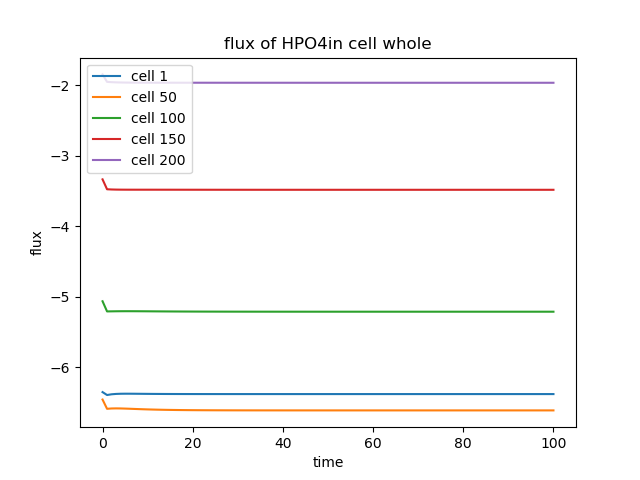 flux of HPO4in cell whole
cell 1
cell 50
cell 100
cell 150
cell 200
−2
−3
−4
−5
−6
flux
0
20
40
60
80
100
time